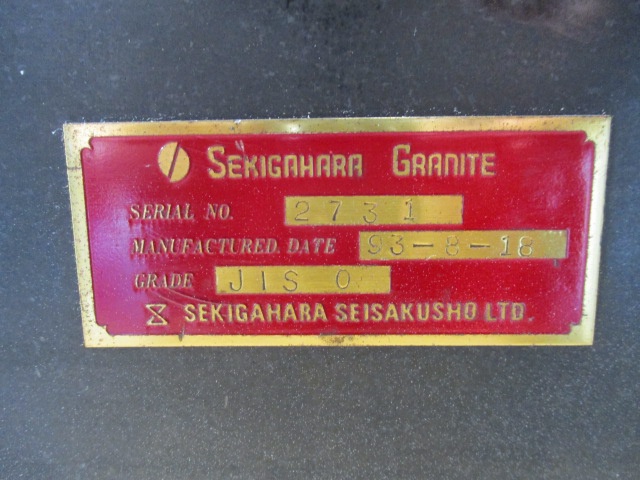 SEKIGAHARA GRANITE
SERIAL NO. 2731
MANUFACTURED. DATE 93-8-18
GRADE JIS 0
SEKIGAHARA SEISAKUSHO LTD.